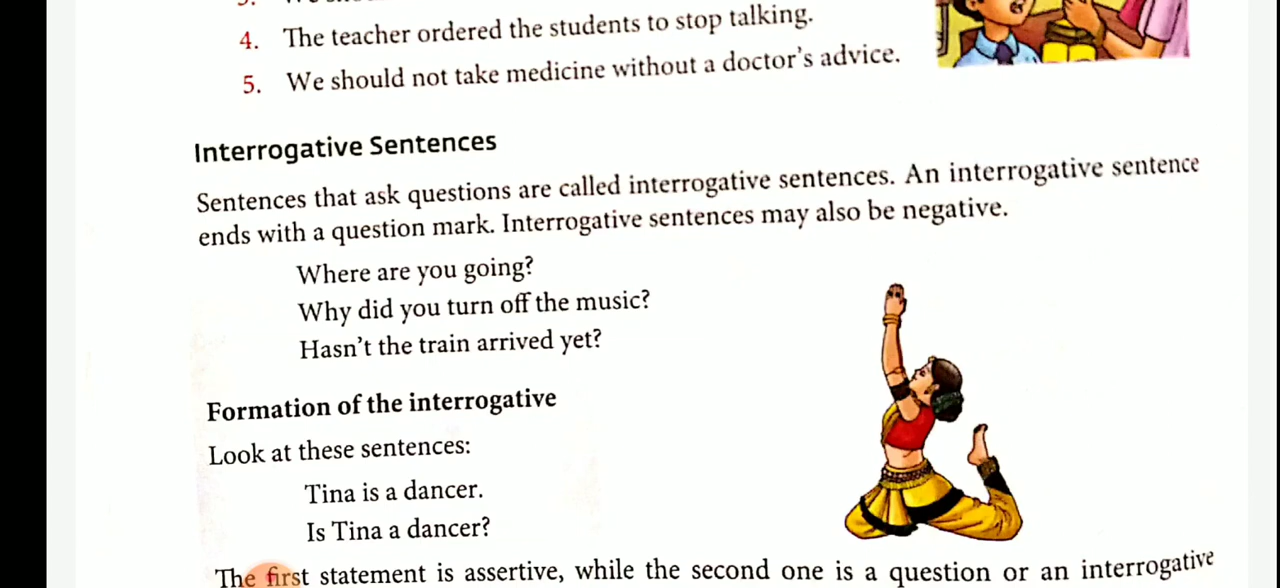 4. The teacher ordered the students to stop talking.
5. We should not take medicine without a doctor's advice.
Interrogative Sentences
Sentences that ask questions are called interrogative sentences. An interrogative sentence
ends with a question mark. Interrogative sentences may also be negative.
Where are you going?
Why did you turn off the music?
Hasn't the train arrived yet?
Formation of the interrogative
Look at these sentences:
Tina is a dancer.
Is Tina a dancer?
The first statement is assertive, while the second one is a question or an interrogative